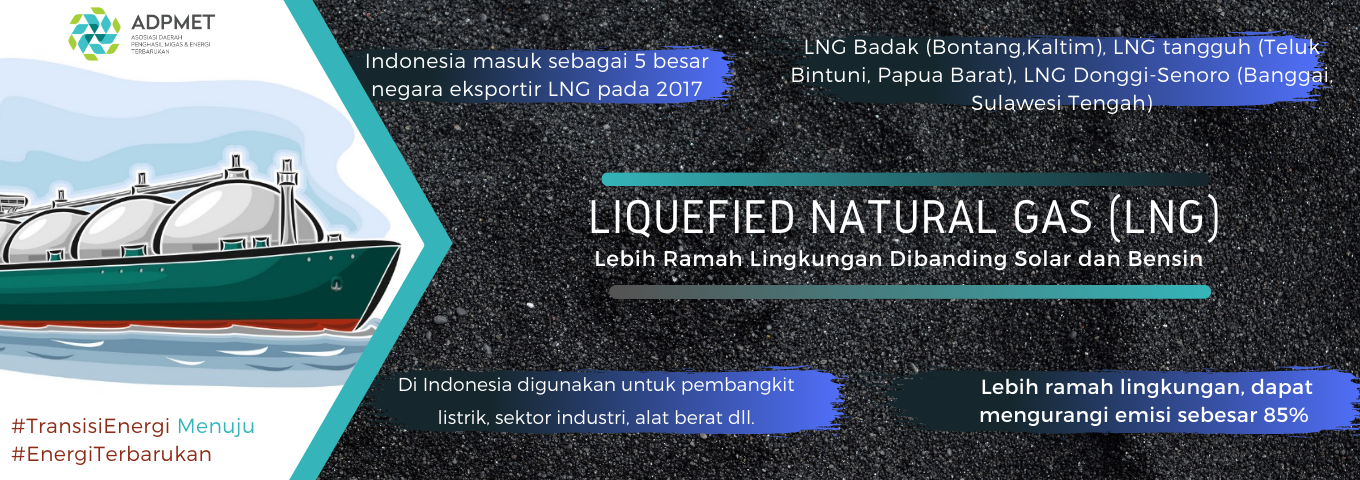 ADPMET
ASOSIASI DAERAH
PENGHASIL MIGAS & ENERGI
TERBARUKAN
Indonesia masuk sebagai 5 besar
negara eksportir LNG pada 2017
LNG Badak (Bontang,Kaltim), LNG tangguh (Teluk
Bintuni, Papua Barat), LNG Donggi-Senoro (Banggai,
Sulawesi Tengah)
LIQUEFIED NATURAL GAS (LNG)
Lebih Ramah Lingkungan Dibanding Solar dan Bensin
Di Indonesia digunakan untuk pembangkit
listrik, sektor industri, alat berat dll.
Lebih ramah lingkungan, dapat
mengurangi emisi sebesar 85%
#TransisiEnergi Menuju
#EnergiTerbarukan